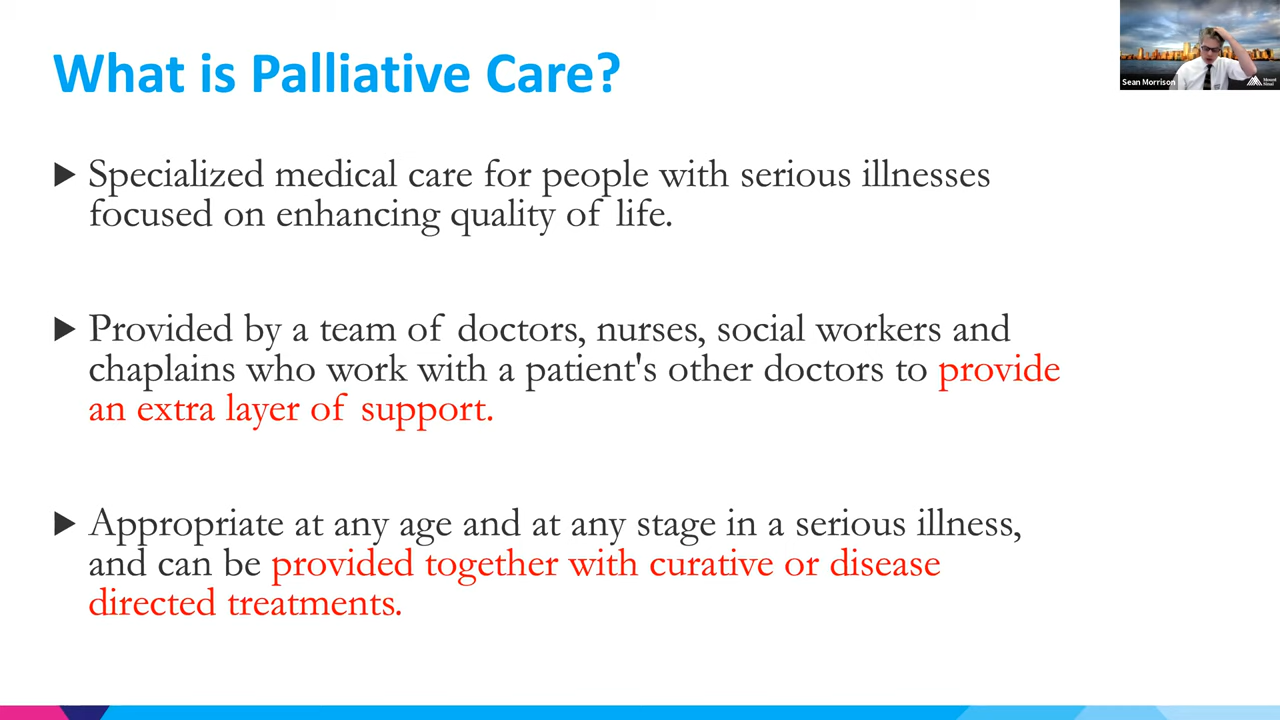 What is Palliative Care?
Sean Morrison
Mount
Sinai
Specialized medical care for people with serious illnesses
focused on enhancing quality of life.
Provided by a team of doctors, nurses, social workers and
chaplains who work with a patient's other doctors to provide
an extra layer of support.
Appropriate at any age and at any stage in a serious illness,
and can be provided together with curative or disease
directed treatments.